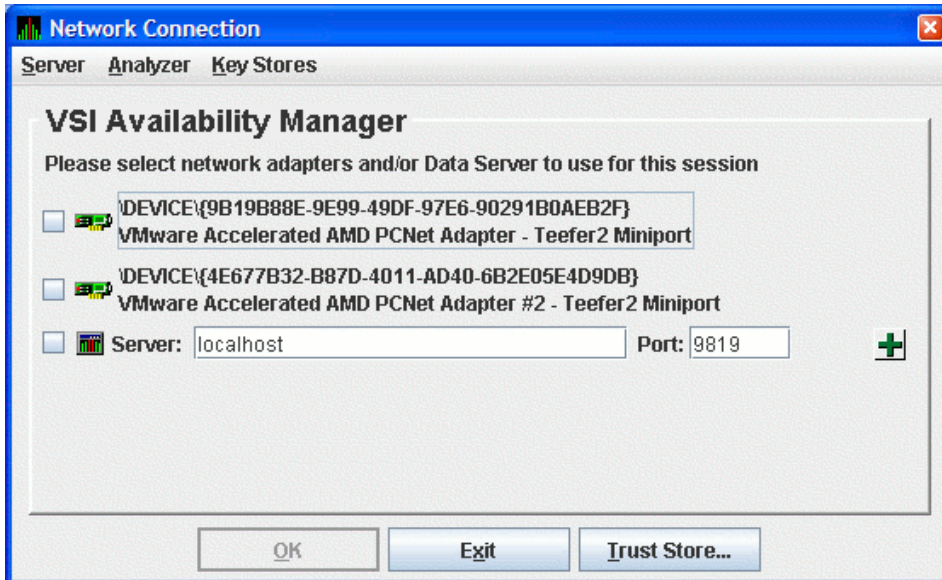 Network Connection
Server Analyzer Key Stores
VSI Availability Manager
Please select network adapters and/or Data Server to use for this session
\DEVICE\{9B19B88E-9E99-49DF-97E6-90291B0AEB2F}
VMware Accelerated AMD PCNet Adapter - Teefer2 Miniport
\DEVICE\{4E677B32-B87D-4011-AD40-6B2E05E4D9DB}
VMware Accelerated AMD PCNet Adapter #2 - Teefer2 Miniport
Server: localhost Port: 9819
OK Exit Trust Store...